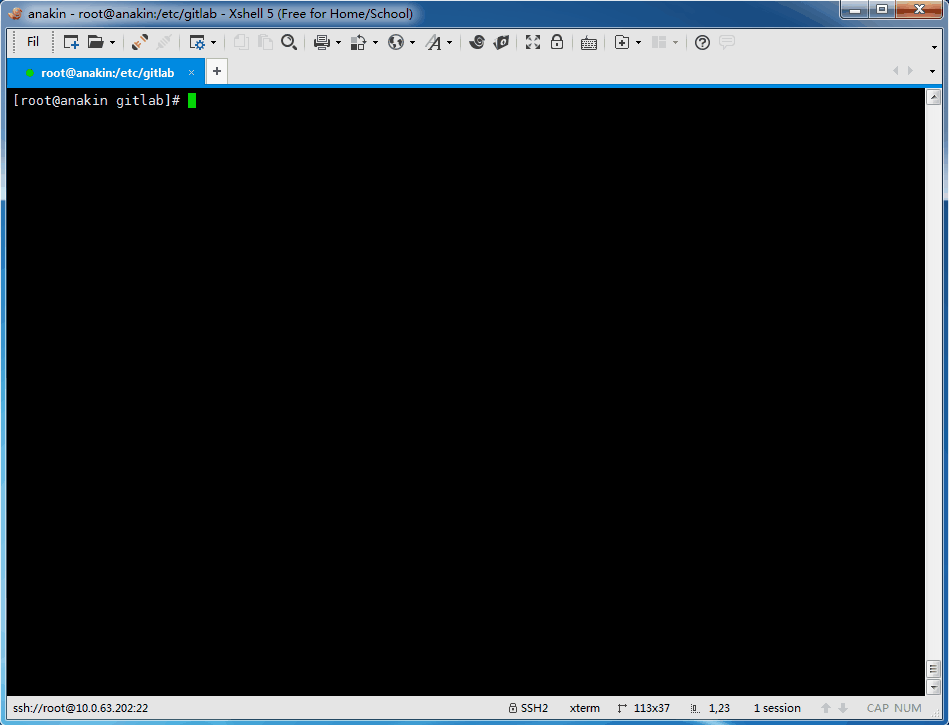 anakin - root@anakin:/etc/gitlab - Xshell 5 (Free for Home/School)
Fil
root@anakin:/etc/gitlab × +
[root@anakin gitlab]#
ssh://root@10.0.63.202:22 SSH2 xterm 113x37 1,23 1 session CAP NUM